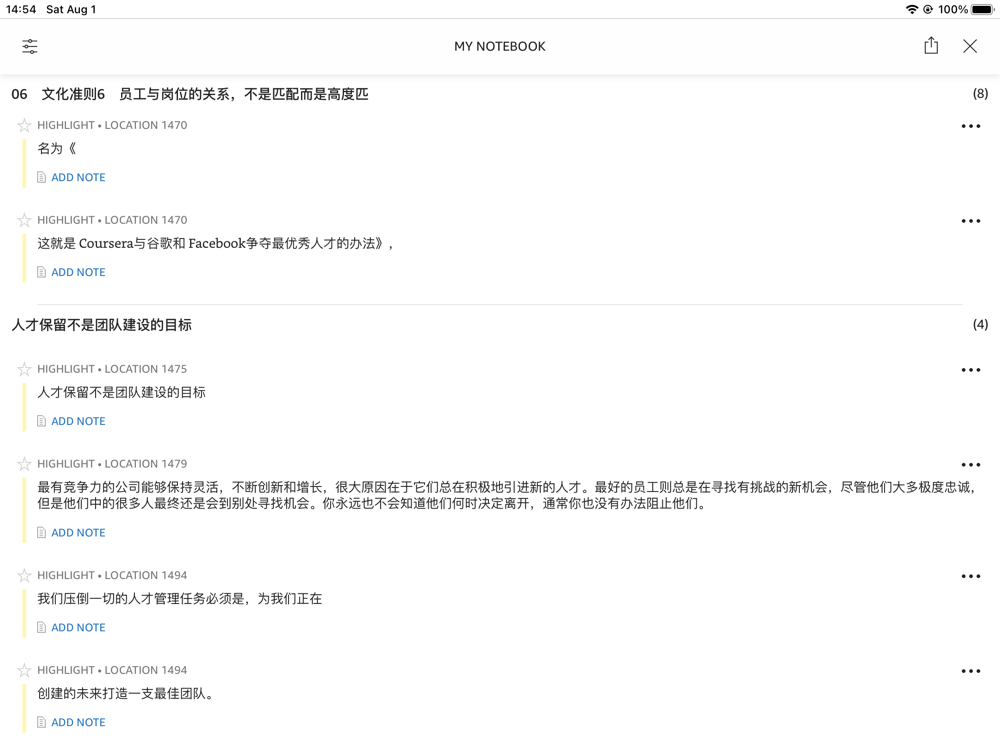 14:54 Sat Aug 1 100%
MY NOTEBOOK
06 文化准则6 员工与岗位的关系，不是匹配而是高度匹 (8)
HIGHLIGHT • LOCATION 1470
名为《
ADD NOTE
HIGHLIGHT • LOCATION 1470
这就是 Coursera与谷歌和 Facebook争夺最优秀人才的办法》，
ADD NOTE
人才保留不是团队建设的目标 (4)
HIGHLIGHT • LOCATION 1475
人才保留不是团队建设的目标
ADD NOTE
HIGHLIGHT • LOCATION 1479
最有竞争力的公司能够保持灵活，不断创新和增长，很大原因在于它们总在积极地引进新的人才。最好的员工则总是在寻找有挑战的新机会，尽管他们大多极度忠诚，
但是他们中的很多人最终还是会到别处寻找机会。你永远也不会知道他们何时决定离开，通常你也没有办法阻止他们。
ADD NOTE
HIGHLIGHT • LOCATION 1494
我们压倒一切的人才管理任务必须是，为我们正在
ADD NOTE
HIGHLIGHT • LOCATION 1494
创建的未来打造一支最佳团队。
ADD NOTE